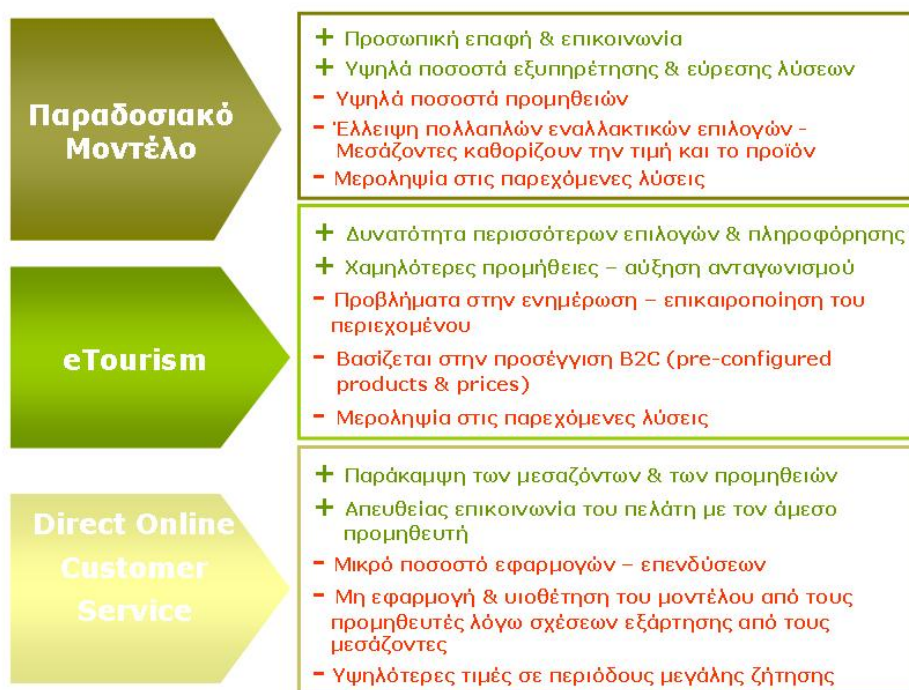 Παραδοσιακό
Μοντέλο
+ Προσωπική επαφή & επικοινωνία
+ Υψηλά ποσοστά εξυπηρέτησης & εύρεσης λύσεων
- Υψηλά ποσοστά προμηθειών
- Έλλειψη πολλαπλών εναλλακτικών επιλογών -
Μεσάζοντες καθορίζουν την τιμή και το προϊόν
- Μεροληψία στις παρεχόμενες λύσεις
eTourism
+ Δυνατότητα περισσότερων επιλογών & πληροφόρησης
+ Χαμηλότερες προμήθειες – αύξηση ανταγωνισμού
- Προβλήματα στην ενημέρωση – επικαιροποίηση του
περιεχομένου
- Βασίζεται στην προσέγγιση B2C (pre-configured
products & prices)
- Μεροληψία στις παρεχόμενες λύσεις
Direct Online
Customer
Service
+ Παράκαμψη των μεσαζόντων & των προμηθειών
+ Απευθείας επικοινωνία του πελάτη με τον άμεσο
προμηθευτή
- Μικρό ποσοστό εφαρμογών – επενδύσεων
- Μη εφαρμογή & υιοθέτηση του μοντέλου από τους
προμηθευτές λόγω σχέσεων εξάρτησης από τους
μεσάζοντες
- Υψηλότερες τιμές σε περιόδους μεγάλης ζήτησης